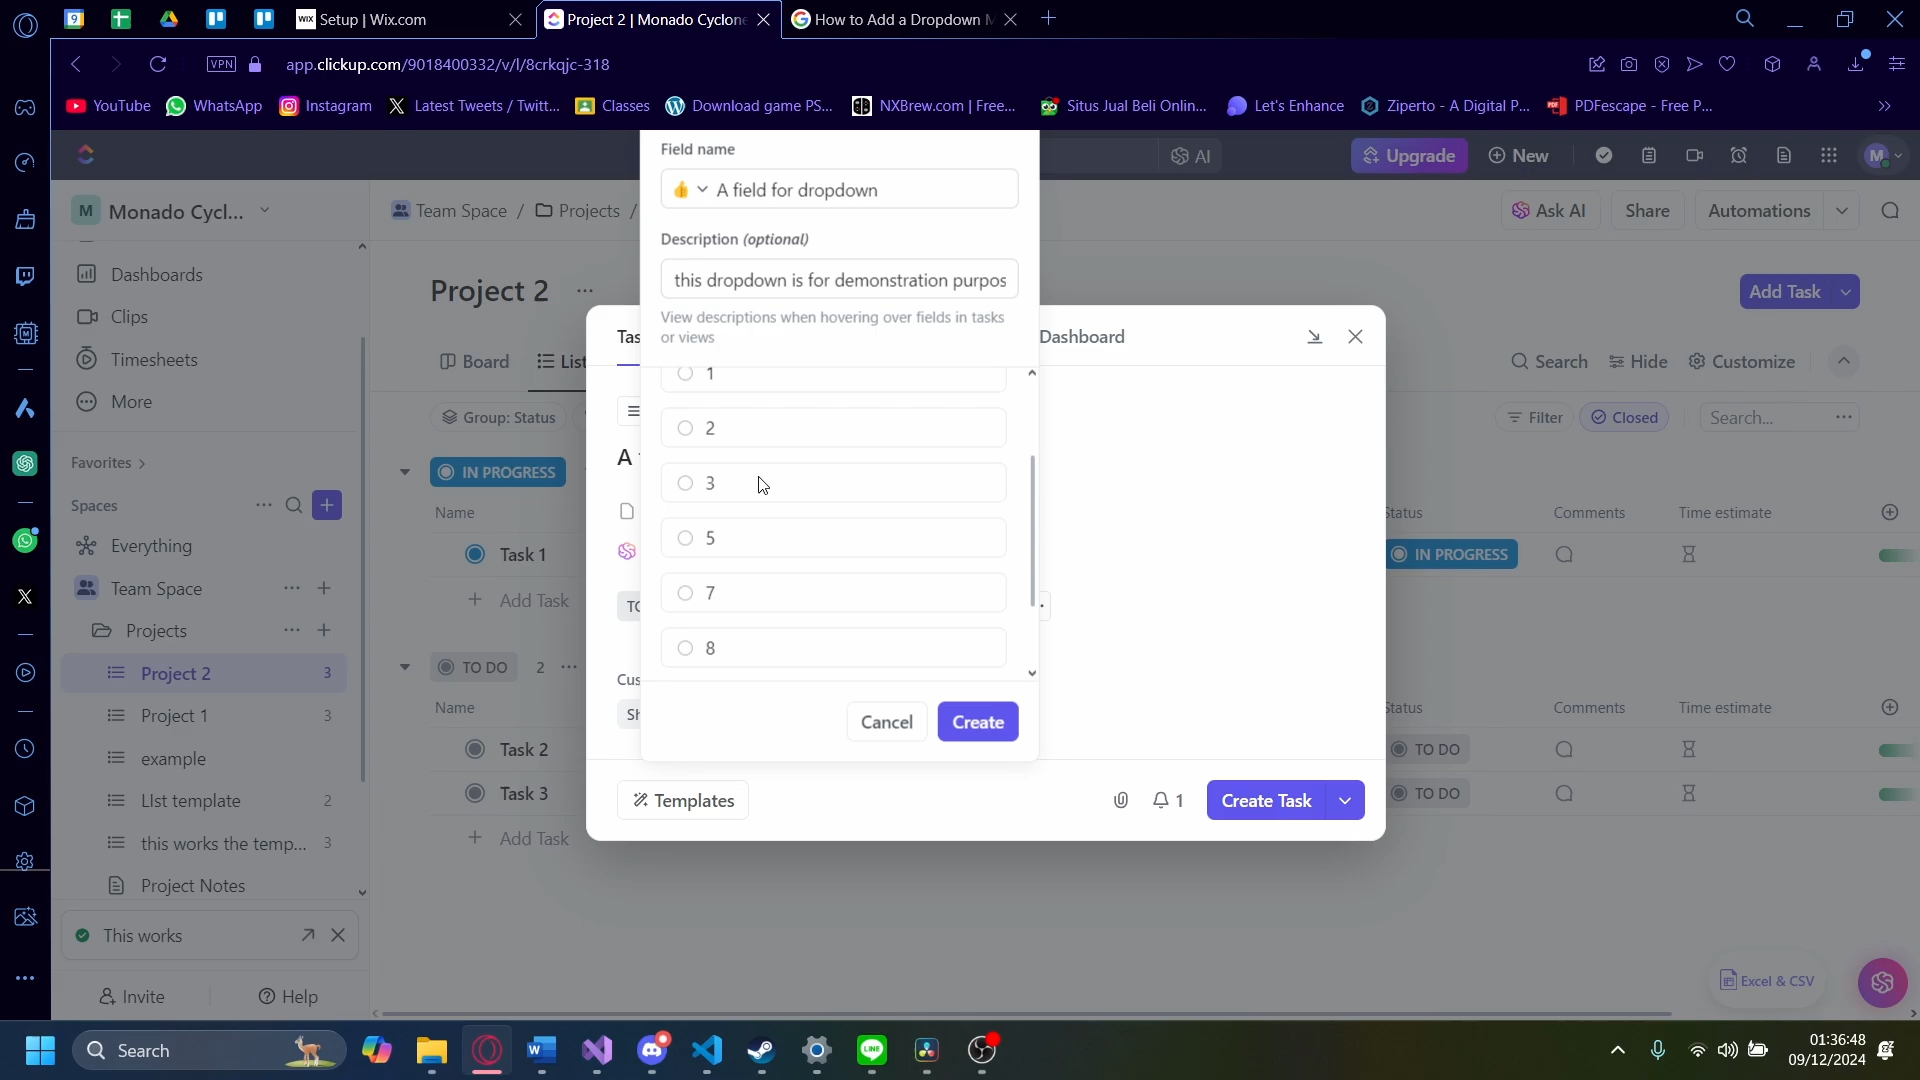 Setup | Wix.com
Project 2 | Monado Cyclone
How to Add a Dropdown M
VPN
app.clickup.com/9018400332/v/l/8crkqjc-318
YouTube
WhatsApp
Instagram
Latest Tweets / Twitt...
Classes
Download game PS...
NXBrew.com | Free...
Situs Jual Beli Onlin...
Let's Enhance
Ziperto - A Digital P...
PDFescape - Free P...
AI
Upgrade
New
M
M Monado Cycl...
Dashboards
Clips
Timesheets
More
Favorites
Spaces
Everything
Team Space
Projects
Project 2 3
Project 1 3
example
LIst template 2
this works the temp... 3
Project Notes
This works
Invite
Help
Team Space / Projects /
Ask AI
Share
Automations
Project 2
Add Task
Board
List
Search
Hide
Customize
Group: Status
Filter
Closed
Search...
IN PROGRESS
Name
Status
Comments
Time estimate
Task 1
IN PROGRESS
Add Task
TO DO 2
Name
Status
Comments
Time estimate
Task 2
TO DO
Task 3
TO DO
Add Task
Tas
Dashboard
A
TO
Cus
Sh
Templates
1
Create Task
Field name
A field for dropdown
Description (optional)
this dropdown is for demonstration purpos
View descriptions when hovering over fields in tasks
or views
1
2
3
5
7
8
Cancel
Create
Excel & CSV
Search
01:36:48
09/12/2024